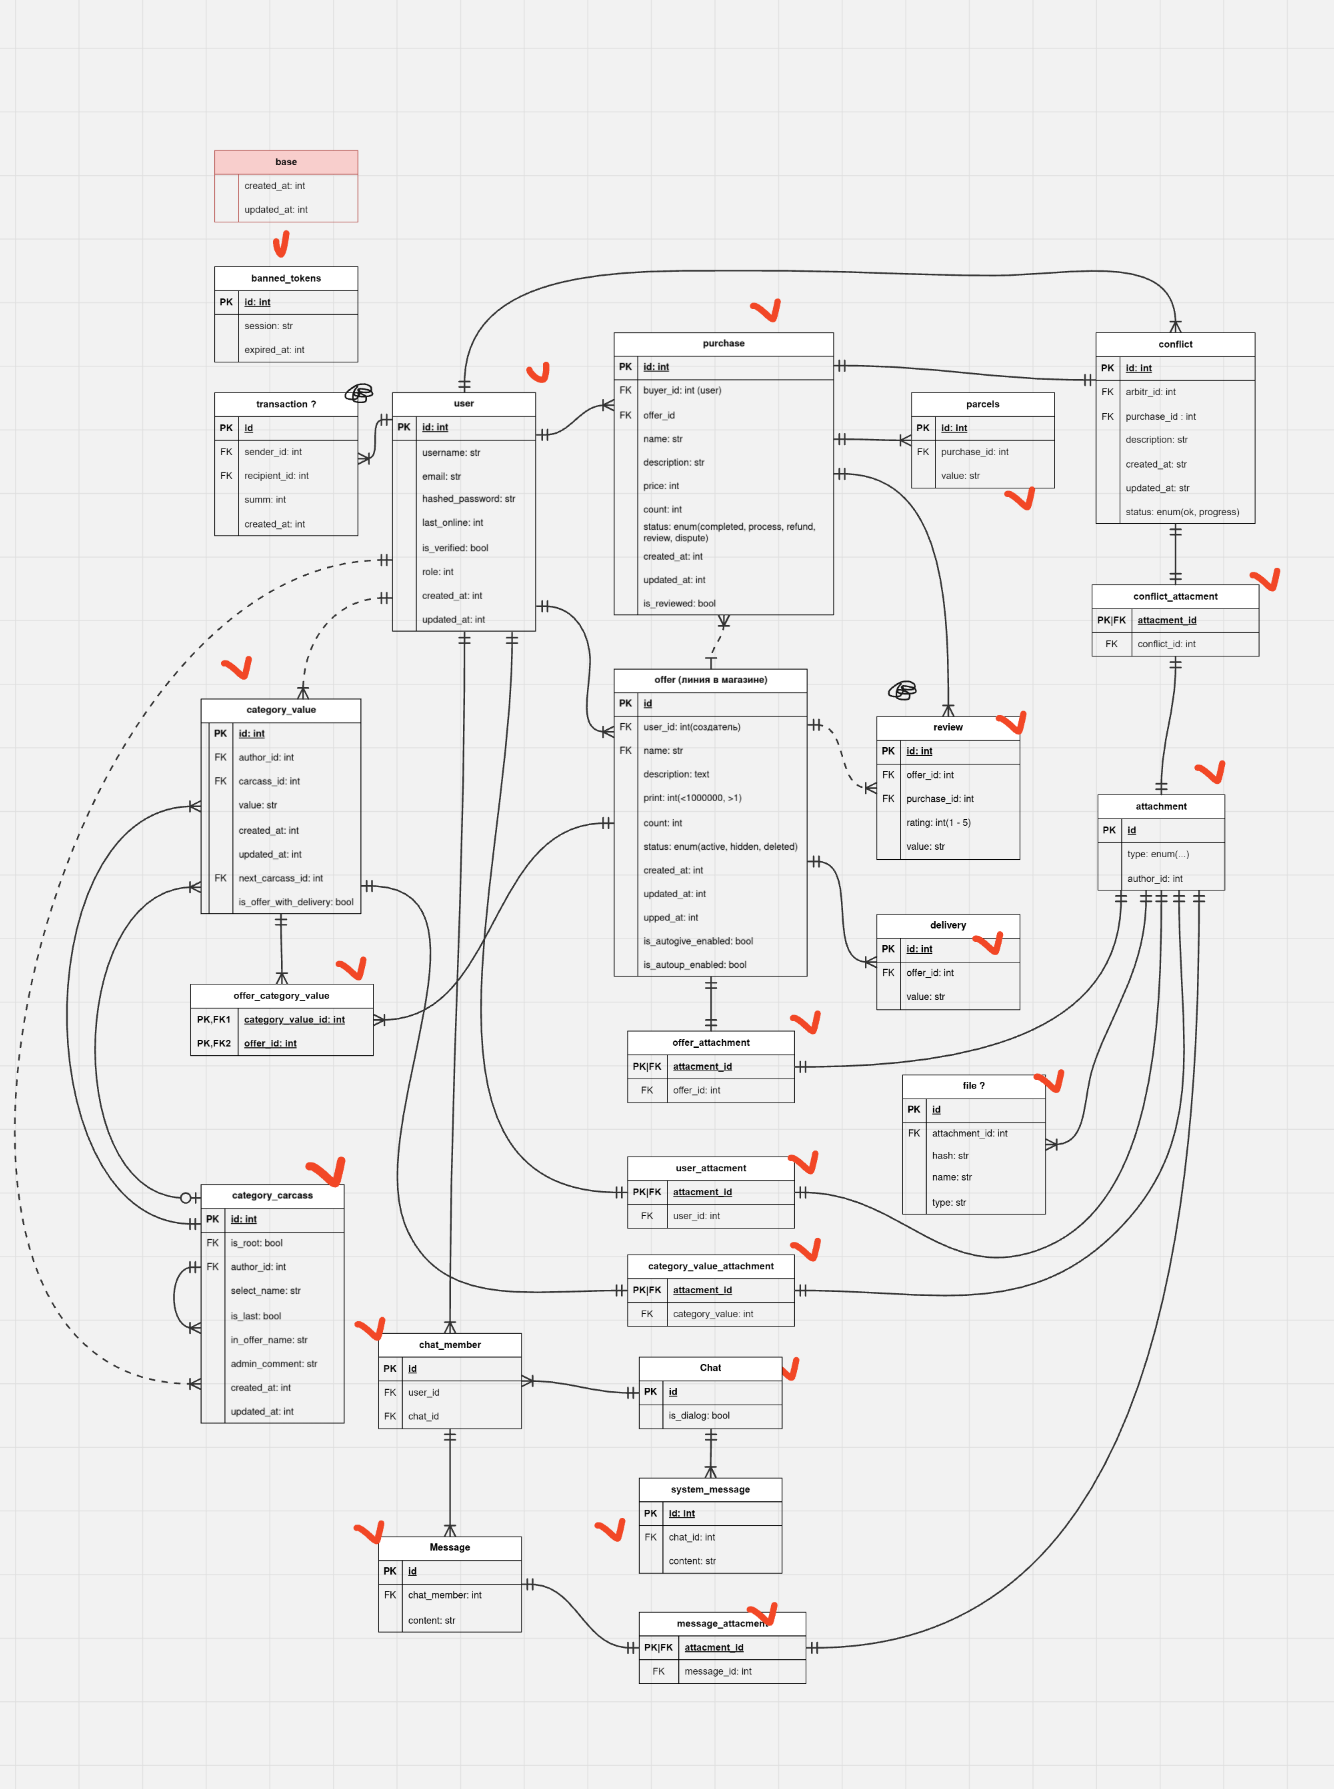 base
created_at: int
updated_at: int
banned_tokens
PK id: int
session: str
expired_at: int
transaction ?
PK id
FK sender_id: int
FK recipient_id: int
summ: int
created_at: int
user
PK id: int
username: str
email: str
hashed_password: str
last_online: int
is_verified: bool
role: int
created_at: int
updated_at: int
purchase
PK id: int
FK buyer_id: int (user)
FK offer_id
name: str
description: str
price: int
count: int
status: enum(completed, process, refund,
review, dispute)
created_at: int
updated_at: int
is_reviewed: bool
parcels
PK id: int
FK purchase_id: int
value: str
conflict
PK id: int
FK arbitr_id: int
FK purchase_id : int
description: str
created_at: str
updated_at: str
status: enum(ok, progress)
conflict_attacment
PK|FK attacment_id
FK conflict_id: int
category_value
PK id: int
FK author_id: int
FK carcass_id: int
value: str
created_at: int
updated_at: int
FK next_carcass_id: int
is_offer_with_delivery: bool
offer (линия в магазине)
PK id
FK user_id: int(создатель)
FK name: str
description: text
print: int(<1000000, >1)
count: int
status: enum(active, hidden, deleted)
created_at: int
updated_at: int
upped_at: int
is_autogive_enabled: bool
is_autoup_enabled: bool
review
PK id: int
FK offer_id: int
FK purchase_id: int
rating: int(1 - 5)
value: str
attachment
PK id
type: enum(...)
author_id: int
delivery
PK id: int
FK offer_id: int
value: str
offer_category_value
PK,FK1 category_value_id: int
PK,FK2 offer_id: int
offer_attachment
PK|FK attacment_id
FK offer_id: int
file ?
PK id
FK attachment_id: int
hash: str
name: str
type: str
user_attacment
PK|FK attacment_id
FK user_id: int
category_carcass
PK id: int
FK is_root: bool
FK author_id: int
select_name: str
is_last: bool
in_offer_name: str
admin_comment: str
created_at: int
updated_at: int
category_value_attachment
PK|FK attacment_id
FK category_value: int
chat_member
PK id
FK user_id
FK chat_id
Chat
PK id
is_dialog: bool
system_message
PK id: int
FK chat_id: int
content: str
Message
PK id
FK chat_member: int
content: str
message_attacment
PK|FK attacment_id
FK message_id: int